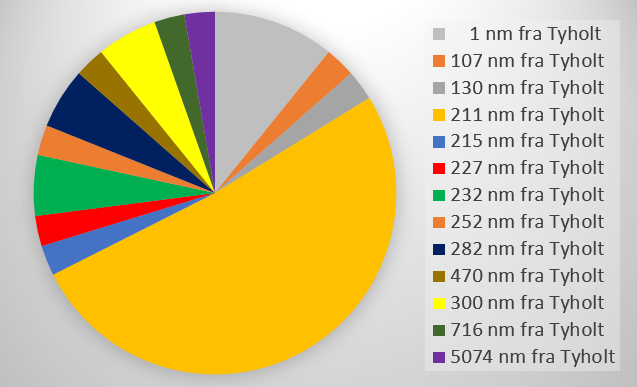 1 nm fra Tyholt
107 nm fra Tyholt
130 nm fra Tyholt
211 nm fra Tyholt
215 nm fra Tyholt
227 nm fra Tyholt
232 nm fra Tyholt
252 nm fra Tyholt
282 nm fra Tyholt
470 nm fra Tyholt
300 nm fra Tyholt
716 nm fra Tyholt
5074 nm fra Tyholt